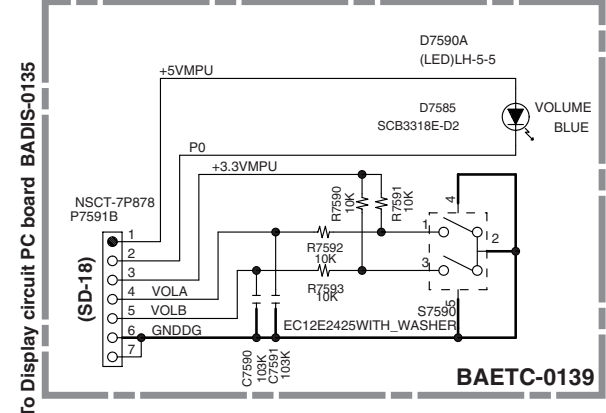 To Display circuit PC board BADIS-0135
D7590A
(LED)LH-5-5
+5VMPU
D7585
SCB3318E-D2
VOLUME
BLUE
P0
+3.3VMPU
NSCT-7P878
P7591B
R7590
10K
R7591
10K
4
1
1
2
2
R7592
10K
3
3
(SD-18)
4
VOLA
R7593
10K
5
VOLB
5
S7590
6
GNDDG
EC12E2425WITH_WASHER
7
C7590
103K
C7591
103K
BAETC-0139